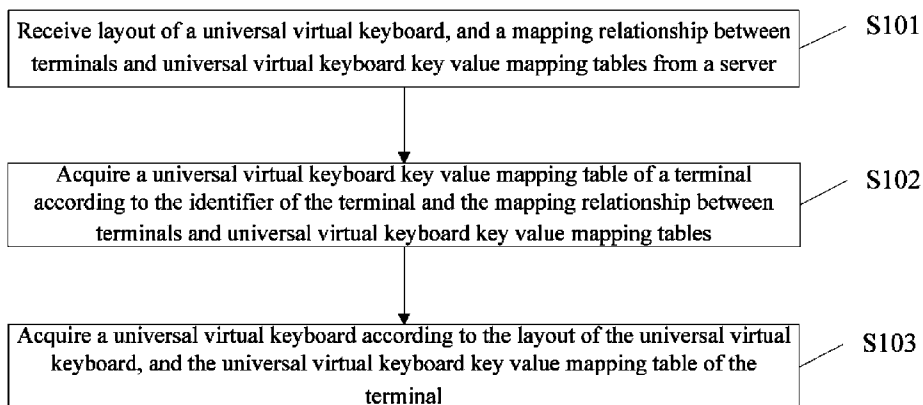 Receive layout of a universal virtual keyboard, and a mapping relationship between
terminals and universal virtual keyboard key value mapping tables from a server
S101
Acquire a universal virtual keyboard key value mapping table of a terminal
according to the identifier of the terminal and the mapping relationship between
terminals and universal virtual keyboard key value mapping tables
S102
Acquire a universal virtual keyboard according to the layout of the universal virtual
keyboard, and the universal virtual keyboard key value mapping table of the
terminal
S103